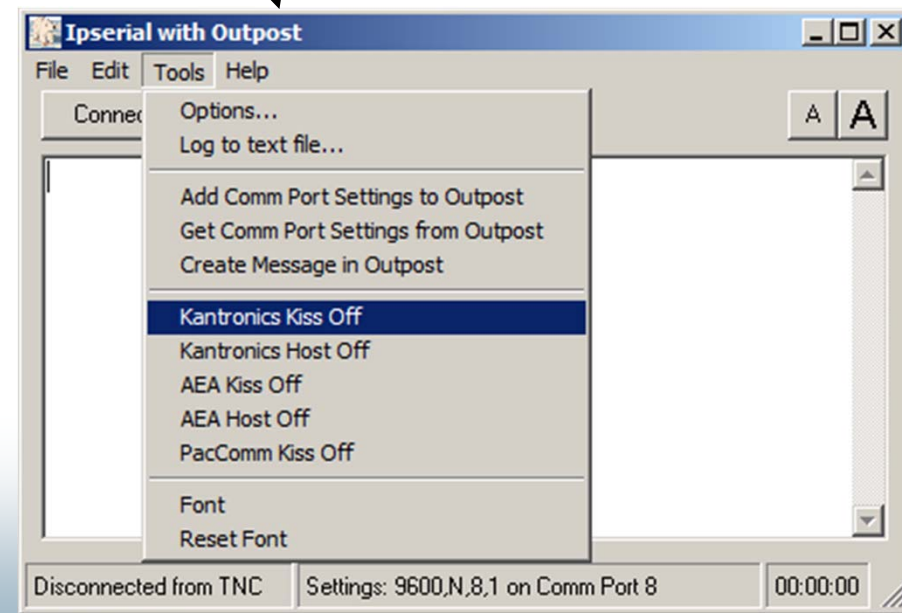 Ipserial with Outpost
File Edit Tools Help
Connec
A A
Options...
Log to text file...
Add Comm Port Settings to Outpost
Get Comm Port Settings from Outpost
Create Message in Outpost
Kantronics Kiss Off
Kantronics Host Off
AEA Kiss Off
AEA Host Off
PacComm Kiss Off
Font
Reset Font
Disconnected from TNC Settings: 9600,N,8,1 on Comm Port 8 00:00:00